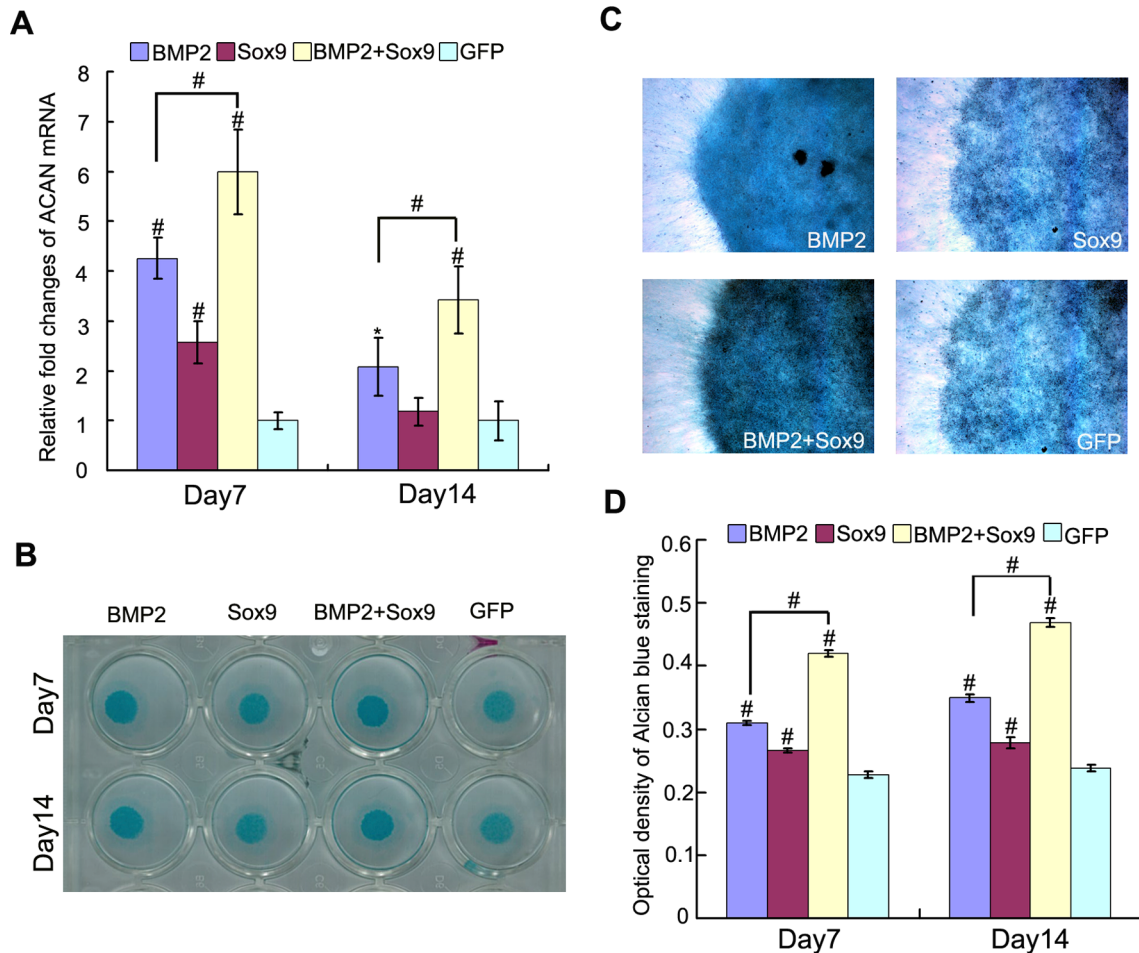 A
BMP2 Sox9 BMP2+Sox9 GFP
Relative fold changes of ACAN mRNA
8
7
6
5
4
3
2
1
0
#
#
#
#
#
#
*
Day7
Day14
B
BMP2 Sox9 BMP2+Sox9 GFP
Day7
Day14
C
BMP2
Sox9
BMP2+Sox9
GFP
D
BMP2 Sox9 BMP2+Sox9 GFP
Optical density of Alcian blue staining
0.6
0.5
0.4
0.3
0.2
0.1
0
#
#
#
#
#
#
#
#
Day7
Day14